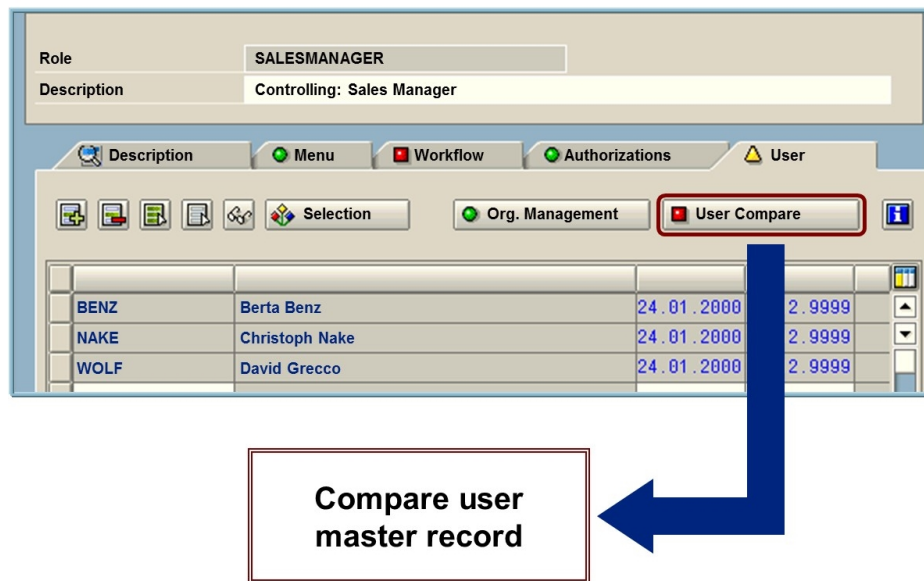 Role SALESMANAGER
Description Controlling: Sales Manager
Description Menu Workflow Authorizations User
Selection Org. Management User Compare
BENZ Berta Benz 24.01.2000 2.9999
NAKE Christoph Nake 24.01.2000 2.9999
WOLF David Grecco 24.01.2000 2.9999
Compare user
master record